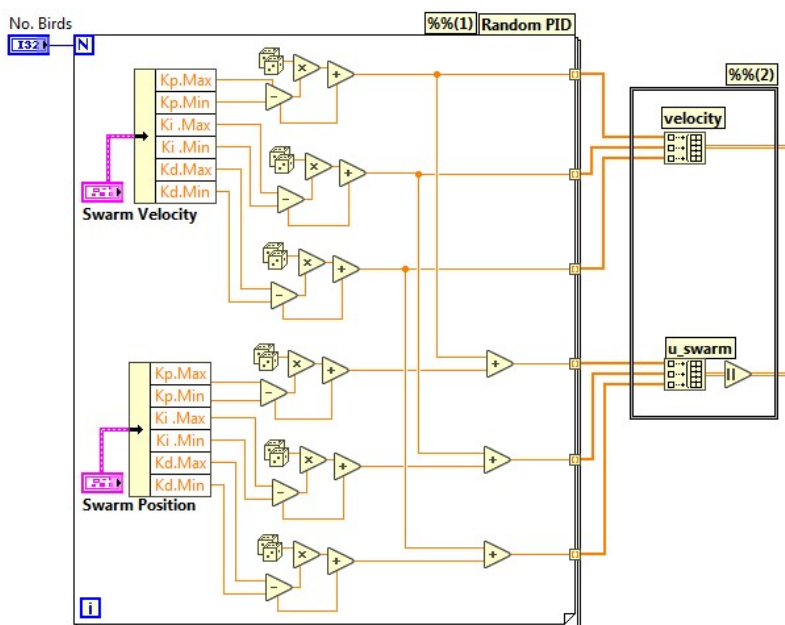 No. Birds
I32
N
%%(1)
Random PID
%%(2)
Kp.Max
Kp.Min
Ki .Max
Ki .Min
Kd.Max
Kd.Min
Swarm Velocity
velocity
u_swarm
Kp.Max
Kp.Min
Ki .Max
Ki .Min
Kd.Max
Kd.Min
Swarm Position
i